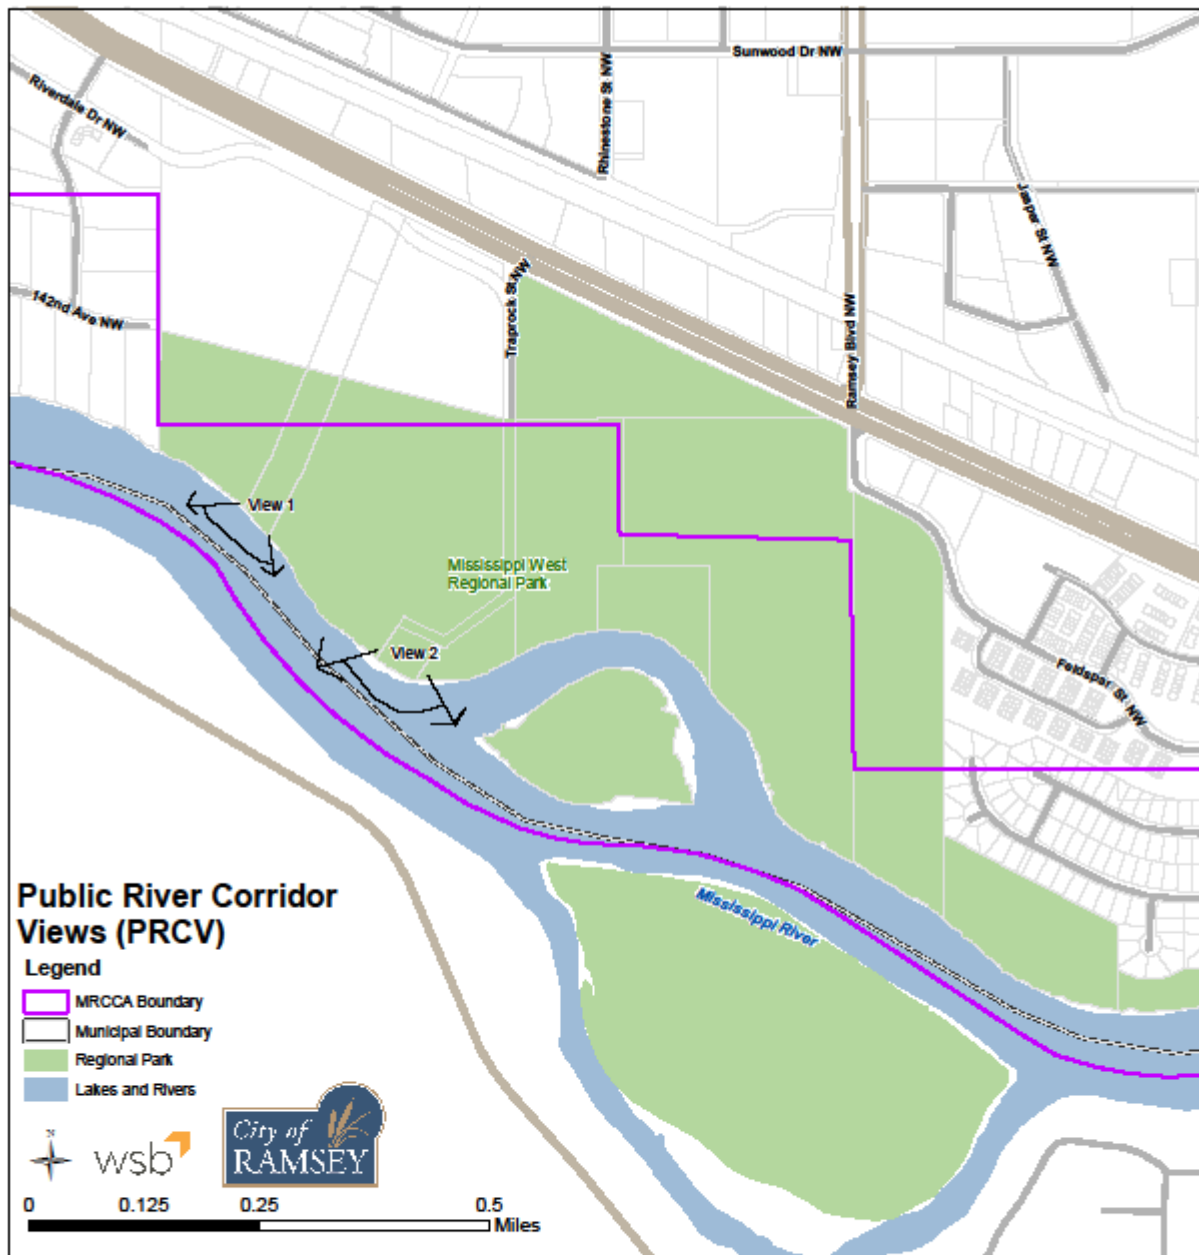 Sunwood Dr NW
Rhinestone St NW
Riverdale Dr NW
Jasper St NW
Traprock St NW
142nd Ave NW
Ramsey Blvd NW
View 1
Mississippi West
Regional Park
View 2
Feldspar St NW
Mississippi River
Public River Corridor
Views (PRCV)
Legend
MRCCA Boundary
Municipal Boundary
Regional Park
Lakes and Rivers
N
wsb
City of
RAMSEY
0 0.125 0.25 0.5
Miles